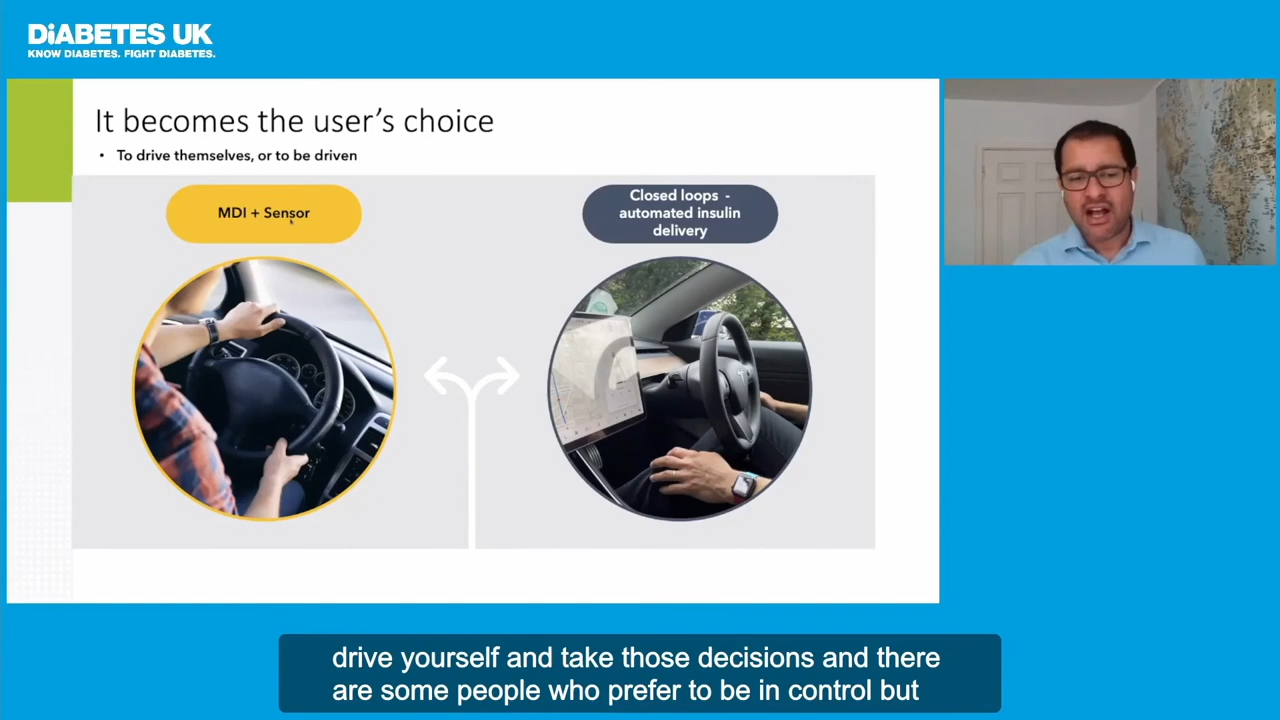 DiABETES UK
KNOW DIABETES. FIGHT DIABETES.
It becomes the user's choice
• To drive themselves, or to be driven
MDI + Sensor
Closed loops -
automated insulin
delivery
drive yourself and take those decisions and there
are some people who prefer to be in control but